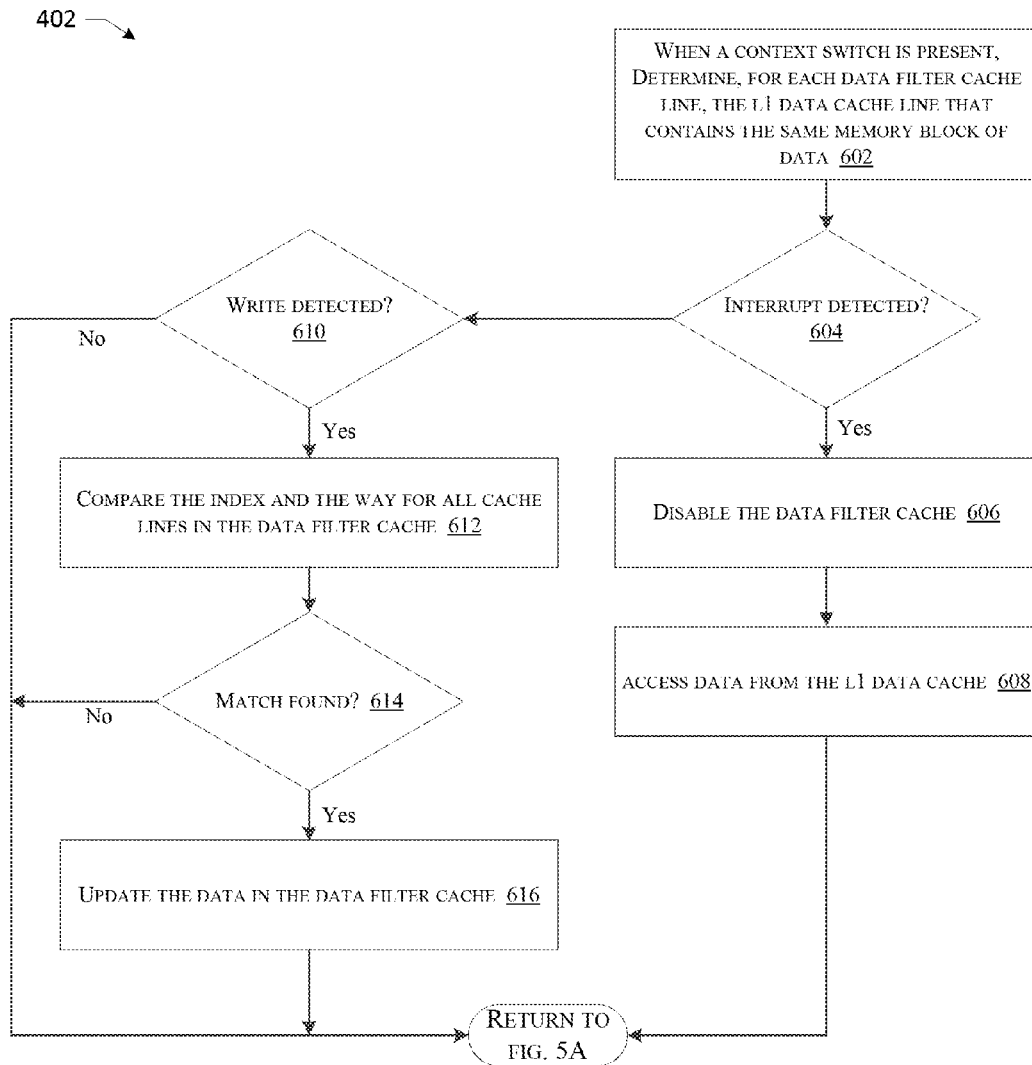 402
WHEN A CONTEXT SWITCH IS PRESENT,
DETERMINE, FOR EACH DATA FILTER CACHE
LINE, THE L1 DATA CACHE LINE THAT
CONTAINS THE SAME MEMORY BLOCK OF
DATA 602
INTERRUPT DETECTED?
604
WRITE DETECTED?
610
No
Yes
Yes
COMPARE THE INDEX AND THE WAY FOR ALL CACHE
LINES IN THE DATA FILTER CACHE 612
DISABLE THE DATA FILTER CACHE 606
MATCH FOUND? 614
ACCESS DATA FROM THE L1 DATA CACHE 608
No
Yes
UPDATE THE DATA IN THE DATA FILTER CACHE 616
RETURN TO
FIG. 5A